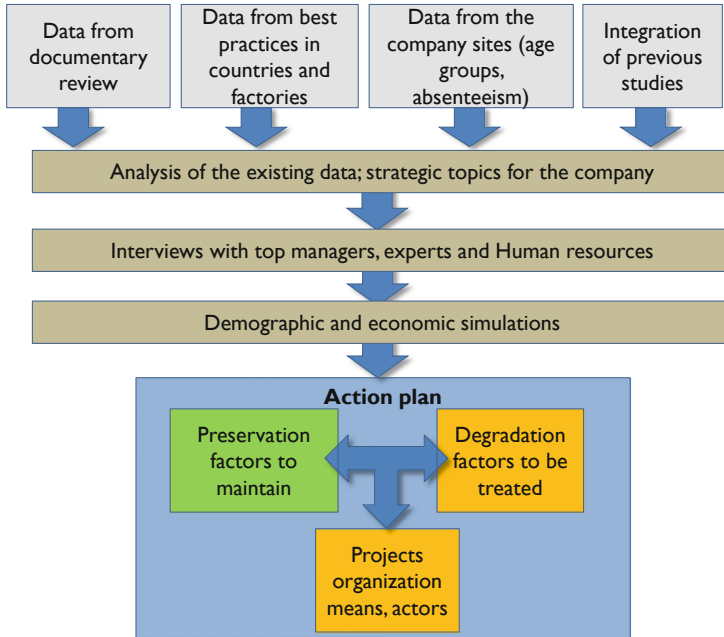 Data from
documentary
review
Data from best
practices in
countries and
factories
Data from the
company sites (age
groups,
absenteeism)
Integration
of previous
studies
Analysis of the existing data; strategic topics for the company
Interviews with top managers, experts and Human resources
Demographic and economic simulations
Action plan
Preservation
factors to
maintain
Degradation
factors to be
treated
Projects
organization
means, actors